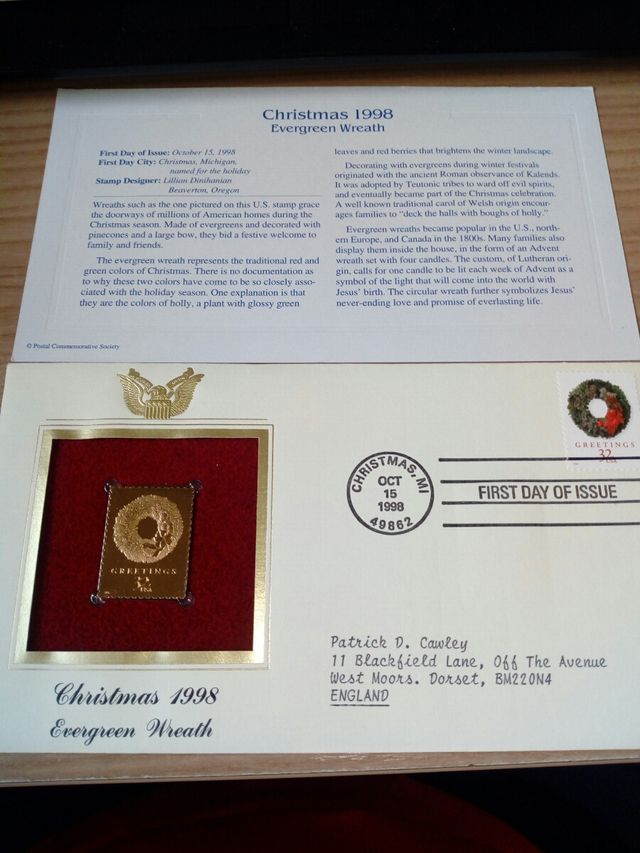 Christmas 1998
Evergreen Wreath
First Day of Issue: October 15, 1998
First Day City: Christmas, Michigan,
named for the holiday
Stamp Designer: Lillian Dinihanian
Beaverton, Oregon
Wreaths such as the one pictured on this U.S. stamp grace
the doorways of millions of American homes during the
Christmas season. Made of evergreens and decorated with
pinecones and a large bow, they bid a festive welcome to
family and friends.
The evergreen wreath represents the traditional red and
green colors of Christmas. There is no documentation as
to why these two colors have come to be so closely asso-
ciated with the holiday season. One explanation is that
they are the colors of holly, a plant with glossy green
leaves and red berries that brightens the winter landscape.
Decorating with evergreens during winter festivals
originated with the ancient Roman observance of Kalends.
It was adopted by Teutonic tribes to ward off evil spirits,
and eventually became part of the Christmas celebration.
A well known traditional carol of Welsh origin encour-
ages families to “deck the halls with boughs of holly.”
Evergreen wreaths became popular in the U.S., north-
ern Europe, and Canada in the 1800s. Many families also
display them inside the house, in the form of an Advent
wreath set with four candles. The custom, of Lutheran ori-
gin, calls for one candle to be lit each week of Advent as a
symbol of the light that will come into the world with
Jesus’ birth. The circular wreath further symbolizes Jesus’
never-ending love and promise of everlasting life.
© Postal Commemorative Society
GREETINGS
32
USA
CHRISTMAS, MI
OCT
15
1998
49862
FIRST DAY OF ISSUE
GREETINGS
32
USA
Patrick D. Cawley
11 Blackfield Lane, Off The Avenue
West Moors. Dorset, BM220N4
ENGLAND
Christmas 1998
Evergreen Wreath